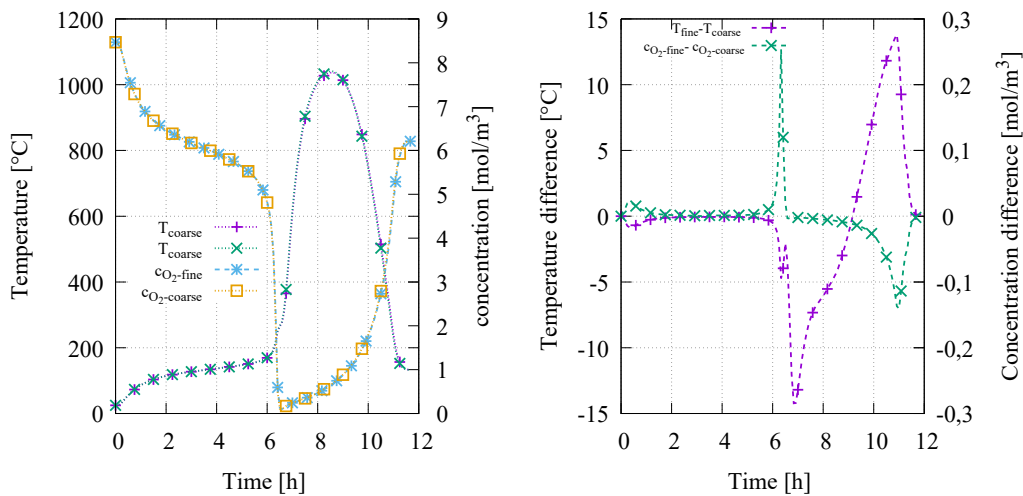 1200
1000
800
600
400
200
0
Temperature [°C]
0 2 4 6 8 10 12
Time [h]
9
8
7
6
5
4
3
2
1
0
concentration [mol/m³]
T_coarse
T_coarse
c_O₂-fine
c_O₂-coarse
15
10
5
0
-5
-10
-15
Temperature difference [°C]
0 2 4 6 8 10 12
Time [h]
0,3
0,2
0,1
0
-0,1
-0,2
-0,3
Concentration difference [mol/m³]
T_fine-T_coarse
c_O₂-fine- c_O₂-coarse